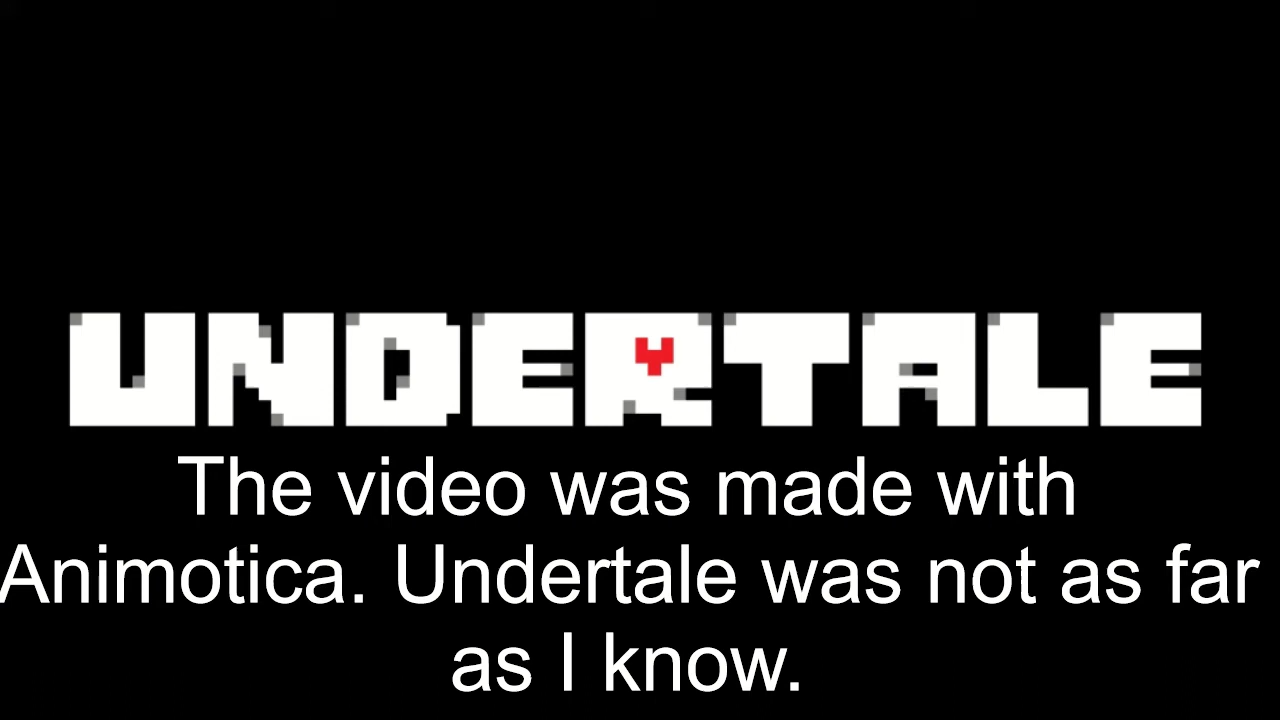 UNDERTALE
The video was made with
Animotica. Undertale was not as far
as I know.